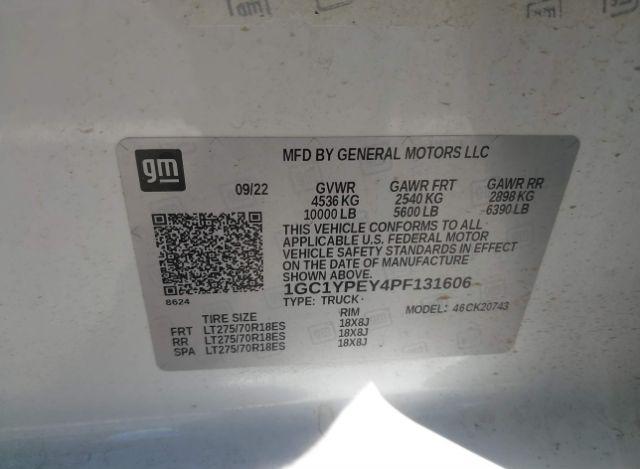 gm
MFD BY GENERAL MOTORS LLC
09/22 GVWR GAWR FRT GAWR RR
4536 KG 2540 KG 2898 KG
10000 LB 5600 LB 6390 LB
THIS VEHICLE CONFORMS TO ALL
APPLICABLE U.S. FEDERAL MOTOR
VEHICLE SAFETY STANDARDS IN EFFECT
ON THE DATE OF MANUFACTURE
SHOWN ABOVE.
8624
1GC1YPEY4PF131606
TYPE: TRUCK MODEL: 46CK20743
TIRE SIZE RIM
FRT LT275/70R18ES 18X8J
RR LT275/70R18ES 18X8J
SPA LT275/70R18ES 18X8J